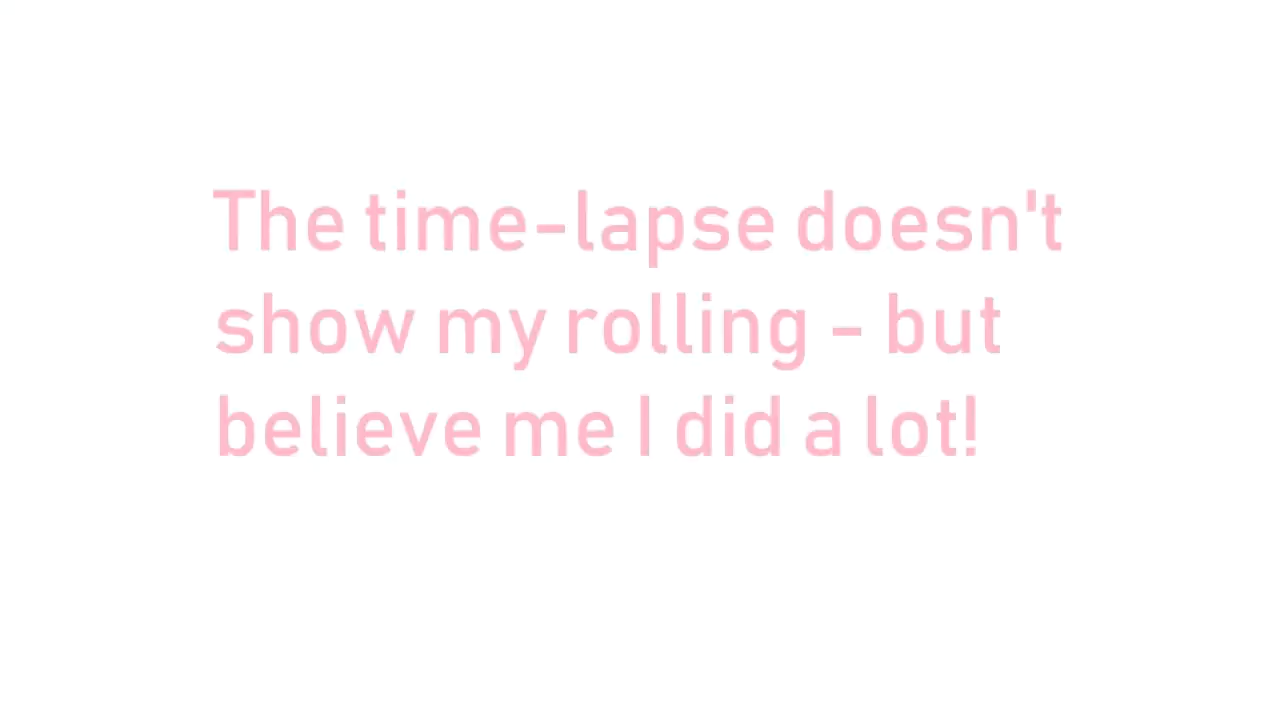 The time-lapse doesn't
show my rolling - but
believe me I did a lot!